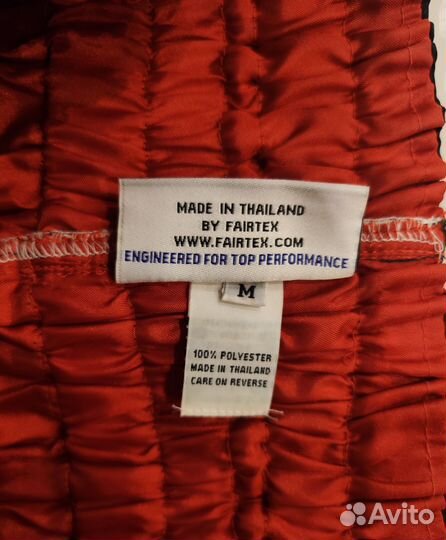 MADE IN THAILAND
BY FAIRTEX
WWW.FAIRTEX.COM
ENGINEERED FOR TOP PERFORMANCE
M
100% POLYESTER
MADE IN THAILAND
CARE ON REVERSE
Avito